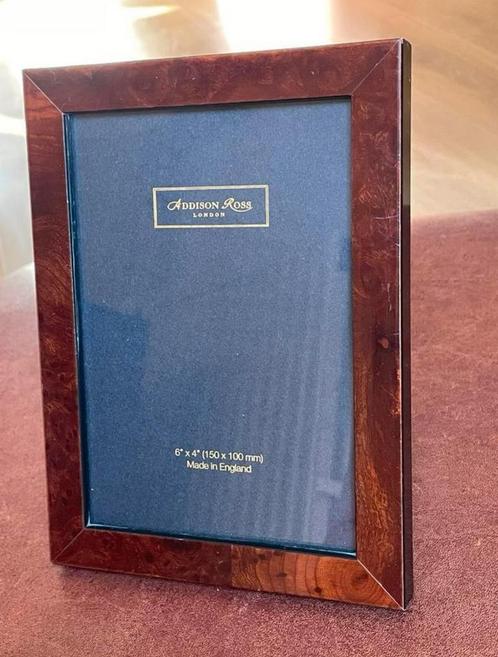 ADDISON ROSS
LONDON
6" x 4" (150 x 100 mm)
Made in England